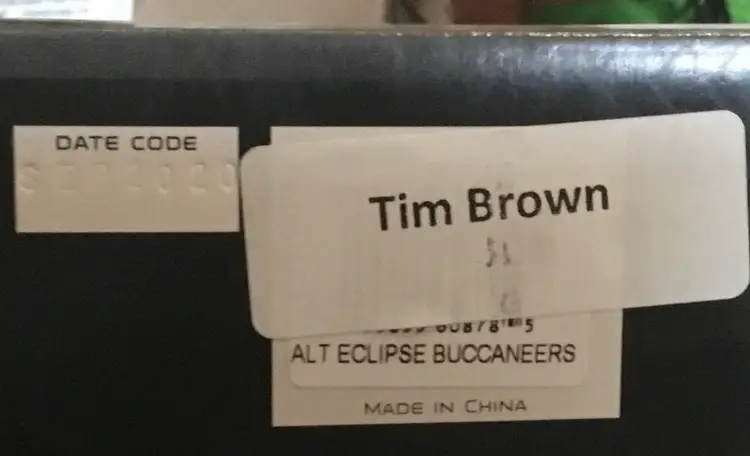 DATE CODE
Tim Brown
ALT ECLIPSE BUCCANEERS
MADE IN CHINA